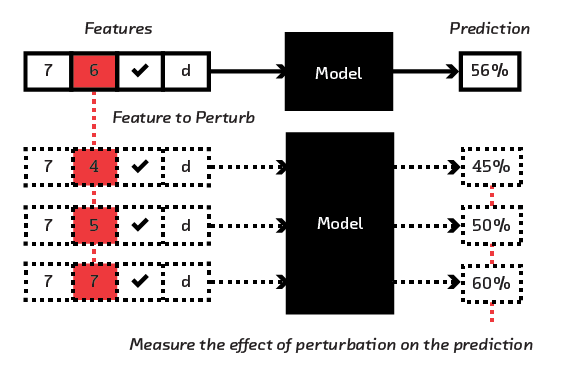 Features Prediction
7 6 ✓ d Model 56%
Feature to Perturb
7 4 ✓ d 45%
7 5 ✓ d Model 50%
7 7 ✓ d 60%
Measure the effect of perturbation on the prediction